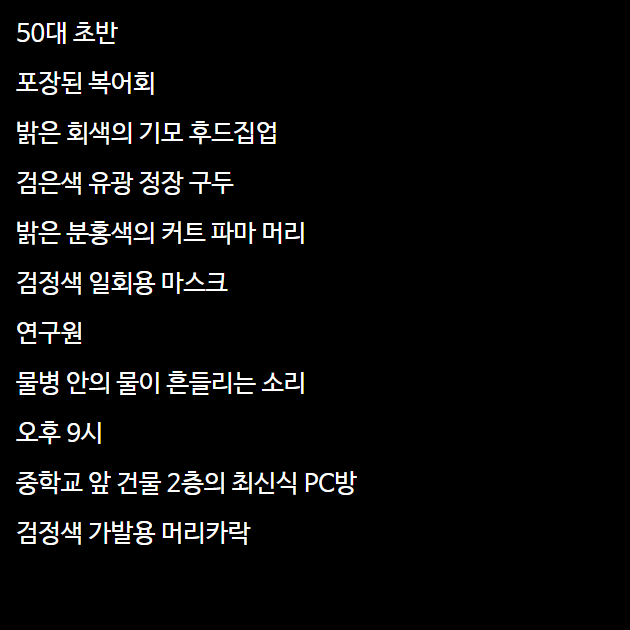 50대 초반
포장된 복어회
밝은 회색의 기모 후드집업
검은색 유광 정장 구두
밝은 분홍색의 커트 파마 머리
검정색 일회용 마스크
연구원
물병 안의 물이 흔들리는 소리
오후 9시
중학교 앞 건물 2층의 최신식 PC방
검정색 가발용 머리카락